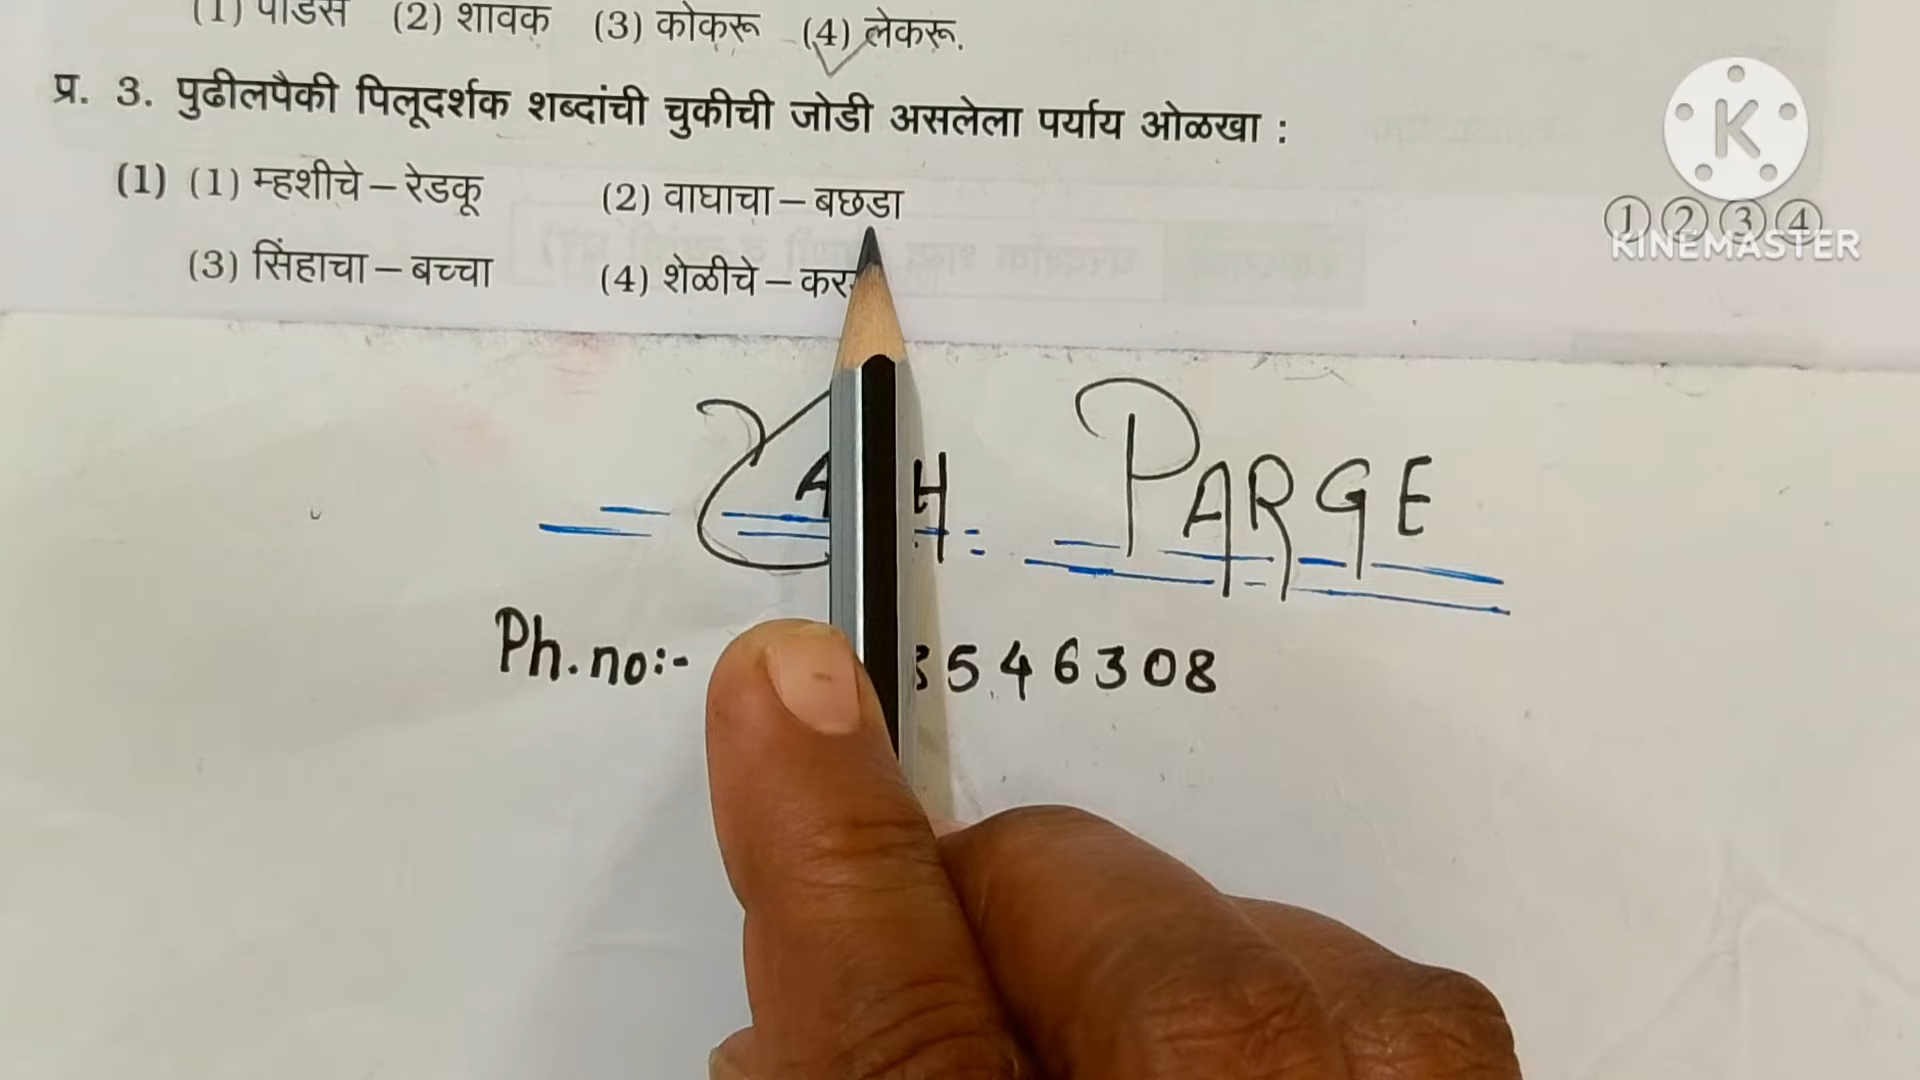 (1) पाडस (2) शावक (3) कोकरू (4) लेकरू.
प्र. 3. पुढीलपैकी पिलूदर्शक शब्दांची चुकीची जोडी असलेला पर्याय ओळखा :
(1) (1) म्हशीचे – रेडकू (2) वाघाचा – बछडा ① ② ③ ④
KINEMASTER
(3) सिंहाचा – बच्चा (4) शेळीचे –
PARGE
Ph.no:- 546308